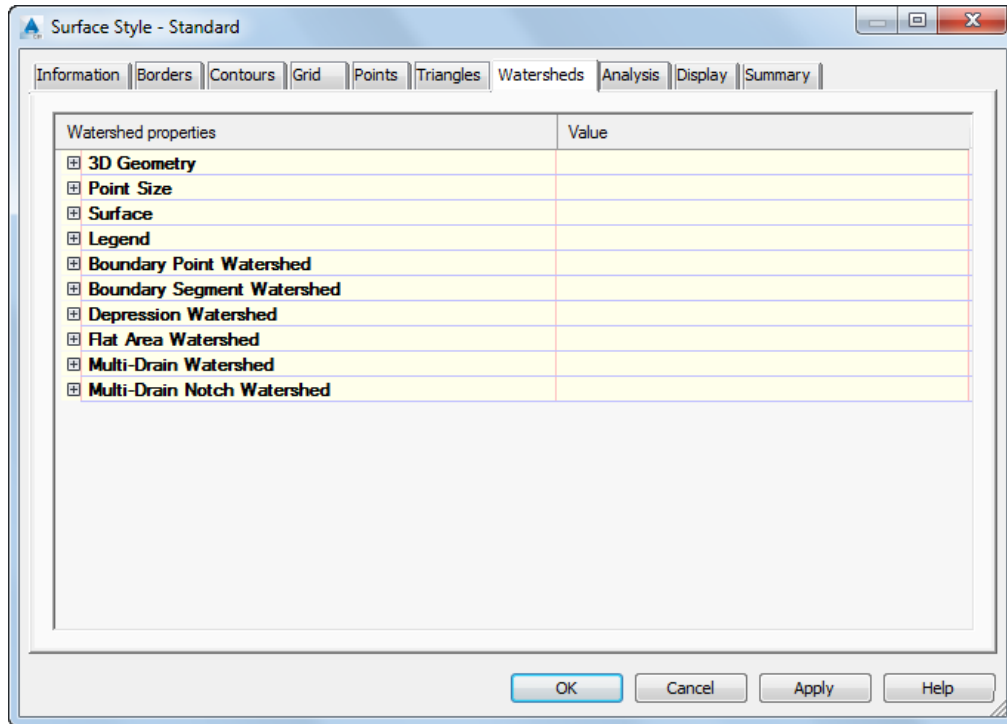 Surface Style - Standard
Information Borders Contours Grid Points Triangles Watersheds Analysis Display Summary
Watershed properties Value
3D Geometry
Point Size
Surface
Legend
Boundary Point Watershed
Boundary Segment Watershed
Depression Watershed
Flat Area Watershed
Multi-Drain Watershed
Multi-Drain Notch Watershed
OK Cancel Apply Help